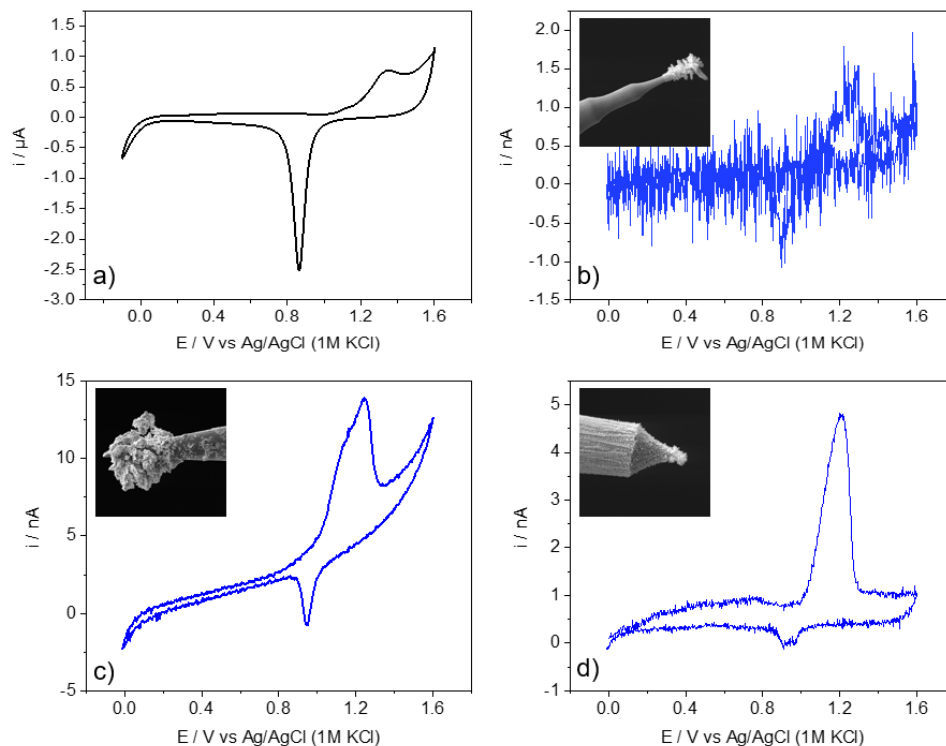 1.5
1.0
0.5
0.0
-0.5
-1.0
-1.5
-2.0
-2.5
-3.0
i / µA
a)
0.0 0.4 0.8 1.2 1.6
E / V vs Ag/AgCl (1M KCl)
2.0
1.5
1.0
0.5
0.0
-0.5
-1.0
-1.5
i / nA
b)
0.0 0.4 0.8 1.2 1.6
E / V vs Ag/AgCl (1M KCl)
15
10
5
0
-5
i / nA
c)
0.0 0.4 0.8 1.2 1.6
E / V vs Ag/AgCl (1M KCl)
5
4
3
2
1
0
-1
i / nA
d)
0.0 0.4 0.8 1.2 1.6
E / V vs Ag/AgCl (1M KCl)